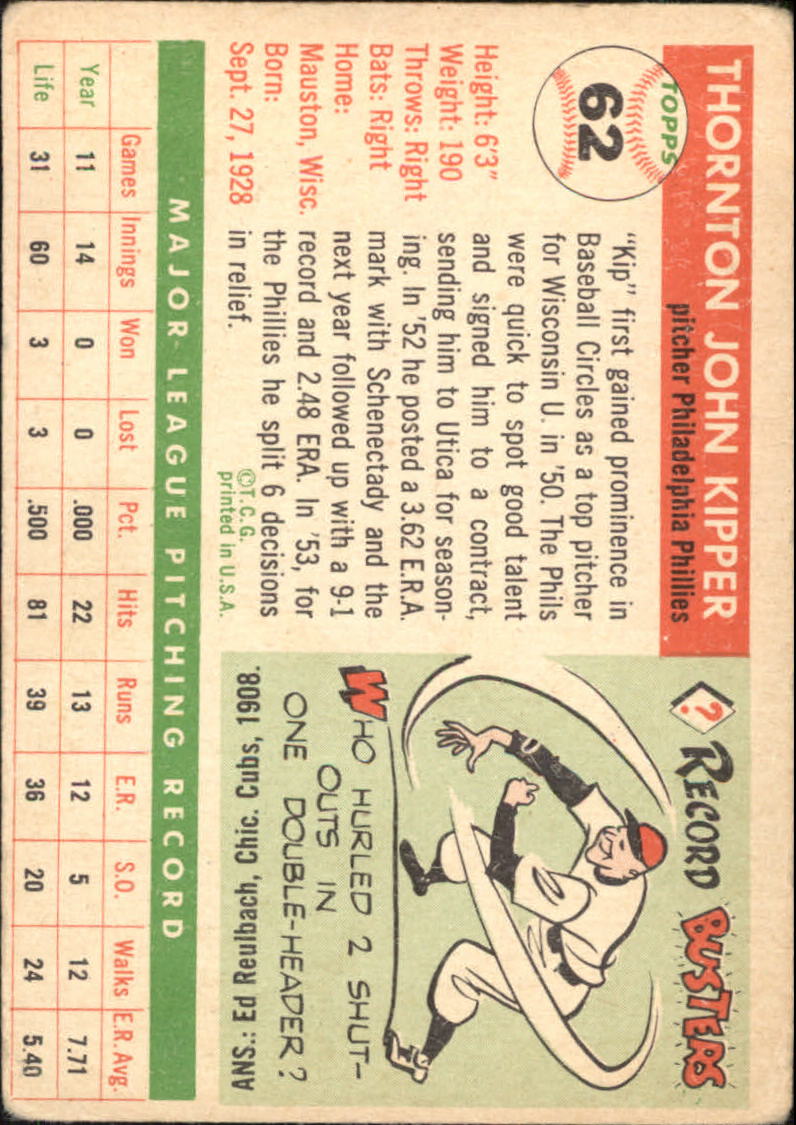 THORNTON JOHN KIPPER
pitcher Philadelphia Phillies
TOPPS
62
Height: 6'3"
Weight: 190
Throws: Right
Bats: Right
Home:
Mauston, Wisc.
Born:
Sept. 27, 1928
"Kip" first gained prominence in
Baseball Circles as a top pitcher
for Wisconsin U. in '50. The Phils
were quick to spot good talent
and signed him to a contract,
sending him to Utica for season-
ing. In '52 he posted a 3.62 E.R.A.
mark with Schenectady and the
next year followed up with a 9-1
record and 2.48 ERA. In '53, for
the Phillies he split 6 decisions
in relief.
©T.C.G.
printed in U.S.A.
? RECORD BUSTERS
WHO HURLED 2 SHUT-
OUTS IN
ONE DOUBLE-HEADER?
ANS.: Ed Reulbach, Chic. Cubs, 1908.
MAJOR LEAGUE PITCHING RECORD
Games Innings Won Lost Pct. Hits Runs E.R. S.O. Walks E.R. Avg.
Year 11 14 0 0 .000 22 13 12 5 12 7.71
Life 31 60 3 3 .500 81 39 36 20 24 5.40